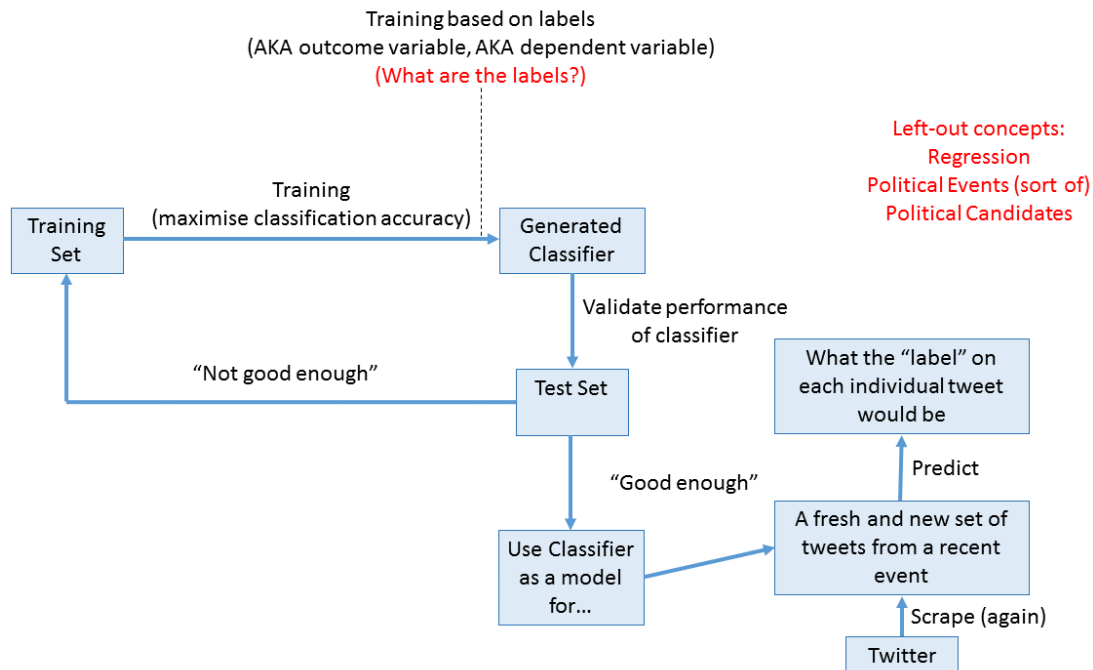 Training based on labels
(AKA outcome variable, AKA dependent variable)
(What are the labels?)
Left-out concepts:
Regression
Political Events (sort of)
Political Candidates
Training
(maximise classification accuracy)
Training
Set
Generated
Classifier
Validate performance
of classifier
“Not good enough”
Test Set
What the “label” on
each individual tweet
would be
Predict
“Good enough”
Use Classifier
as a model
for...
A fresh and new set of
tweets from a recent
event
Scrape (again)
Twitter